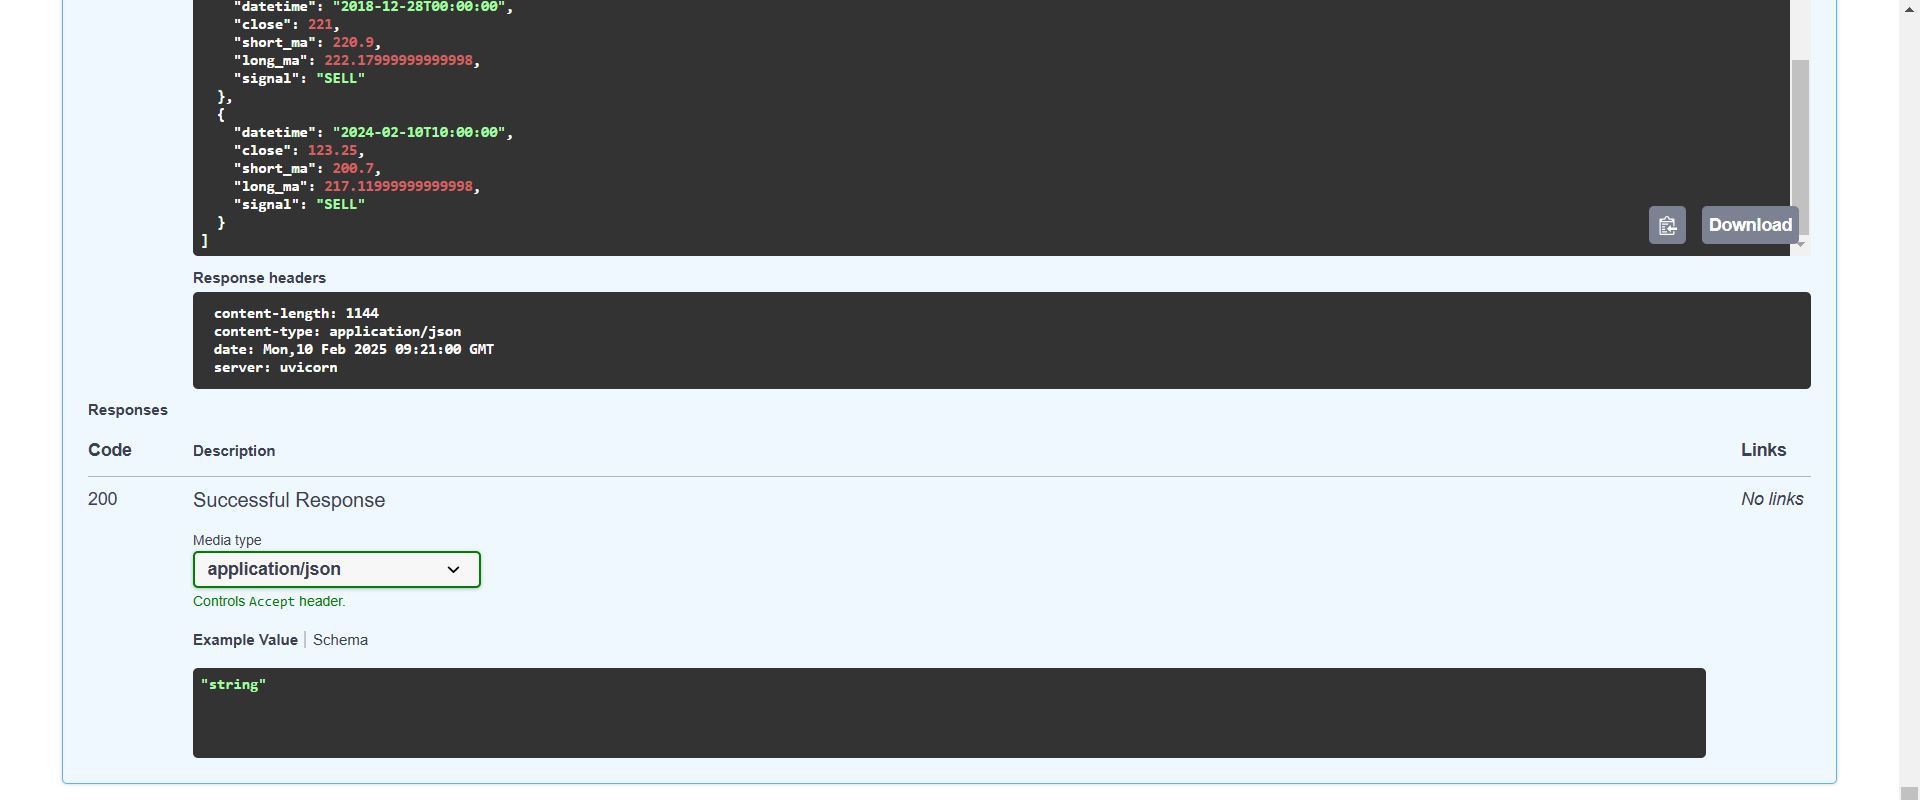 "datetime": "2018-12-28T00:00:00",
"close": 221,
"short_ma": 220.9,
"long_ma": 222.17999999999998,
"signal": "SELL"
},
{
"datetime": "2024-02-10T10:00:00",
"close": 123.25,
"short_ma": 200.7,
"long_ma": 217.11999999999998,
"signal": "SELL"
}
]
Download
Response headers
content-length: 1144
content-type: application/json
date: Mon,10 Feb 2025 09:21:00 GMT
server: uvicorn
Responses
Code Description Links
200 Successful Response No links
Media type
application/json
Controls Accept header.
Example Value | Schema
"string"